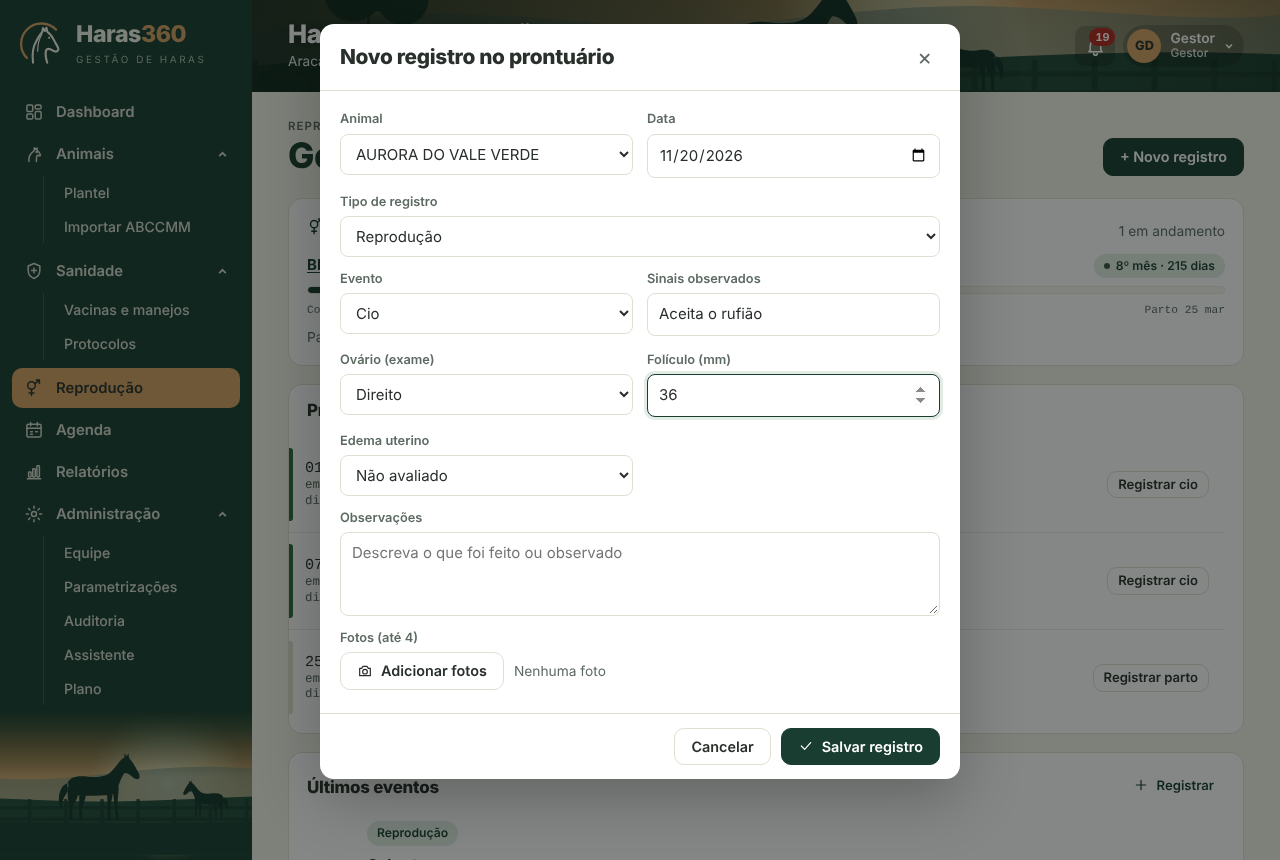 Haras360
GESTÃO DE HARAS
Dashboard
Animais
Plantel
Importar ABCCMM
Sanidade
Vacinas e manejos
Protocolos
Reprodução
Agenda
Relatórios
Administração
Equipe
Parametrizações
Auditoria
Assistente
Plano
19
GD
Gestor
Gestor
+ Novo registro
1 em andamento
8º mês · 215 dias
Parto 25 mar
Registrar cio
Registrar cio
Registrar parto
Últimos eventos
+ Registrar
Reprodução
Novo registro no prontuário
×
Animal
Data
AURORA DO VALE VERDE
11/20/2026
Tipo de registro
Reprodução
Evento
Sinais observados
Cio
Aceita o rufião
Ovário (exame)
Folículo (mm)
Direito
36
Edema uterino
Não avaliado
Observações
Descreva o que foi feito ou observado
Fotos (até 4)
Adicionar fotos
Nenhuma foto
Cancelar
Salvar registro